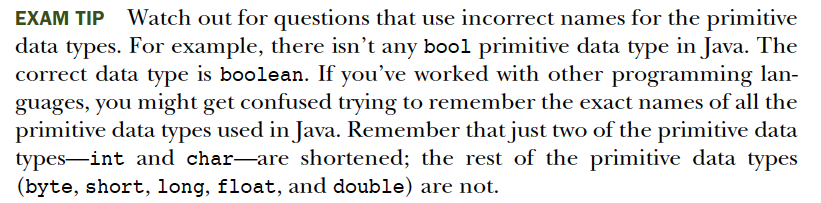 EXAM TIP Watch out for questions that use incorrect names for the primitive
data types. For example, there isn't any bool primitive data type in Java. The
correct data type is boolean. If you've worked with other programming lan-
guages, you might get confused trying to remember the exact names of all the
primitive data types used in Java. Remember that just two of the primitive data
types—int and char—are shortened; the rest of the primitive data types
(byte, short, long, float, and double) are not.